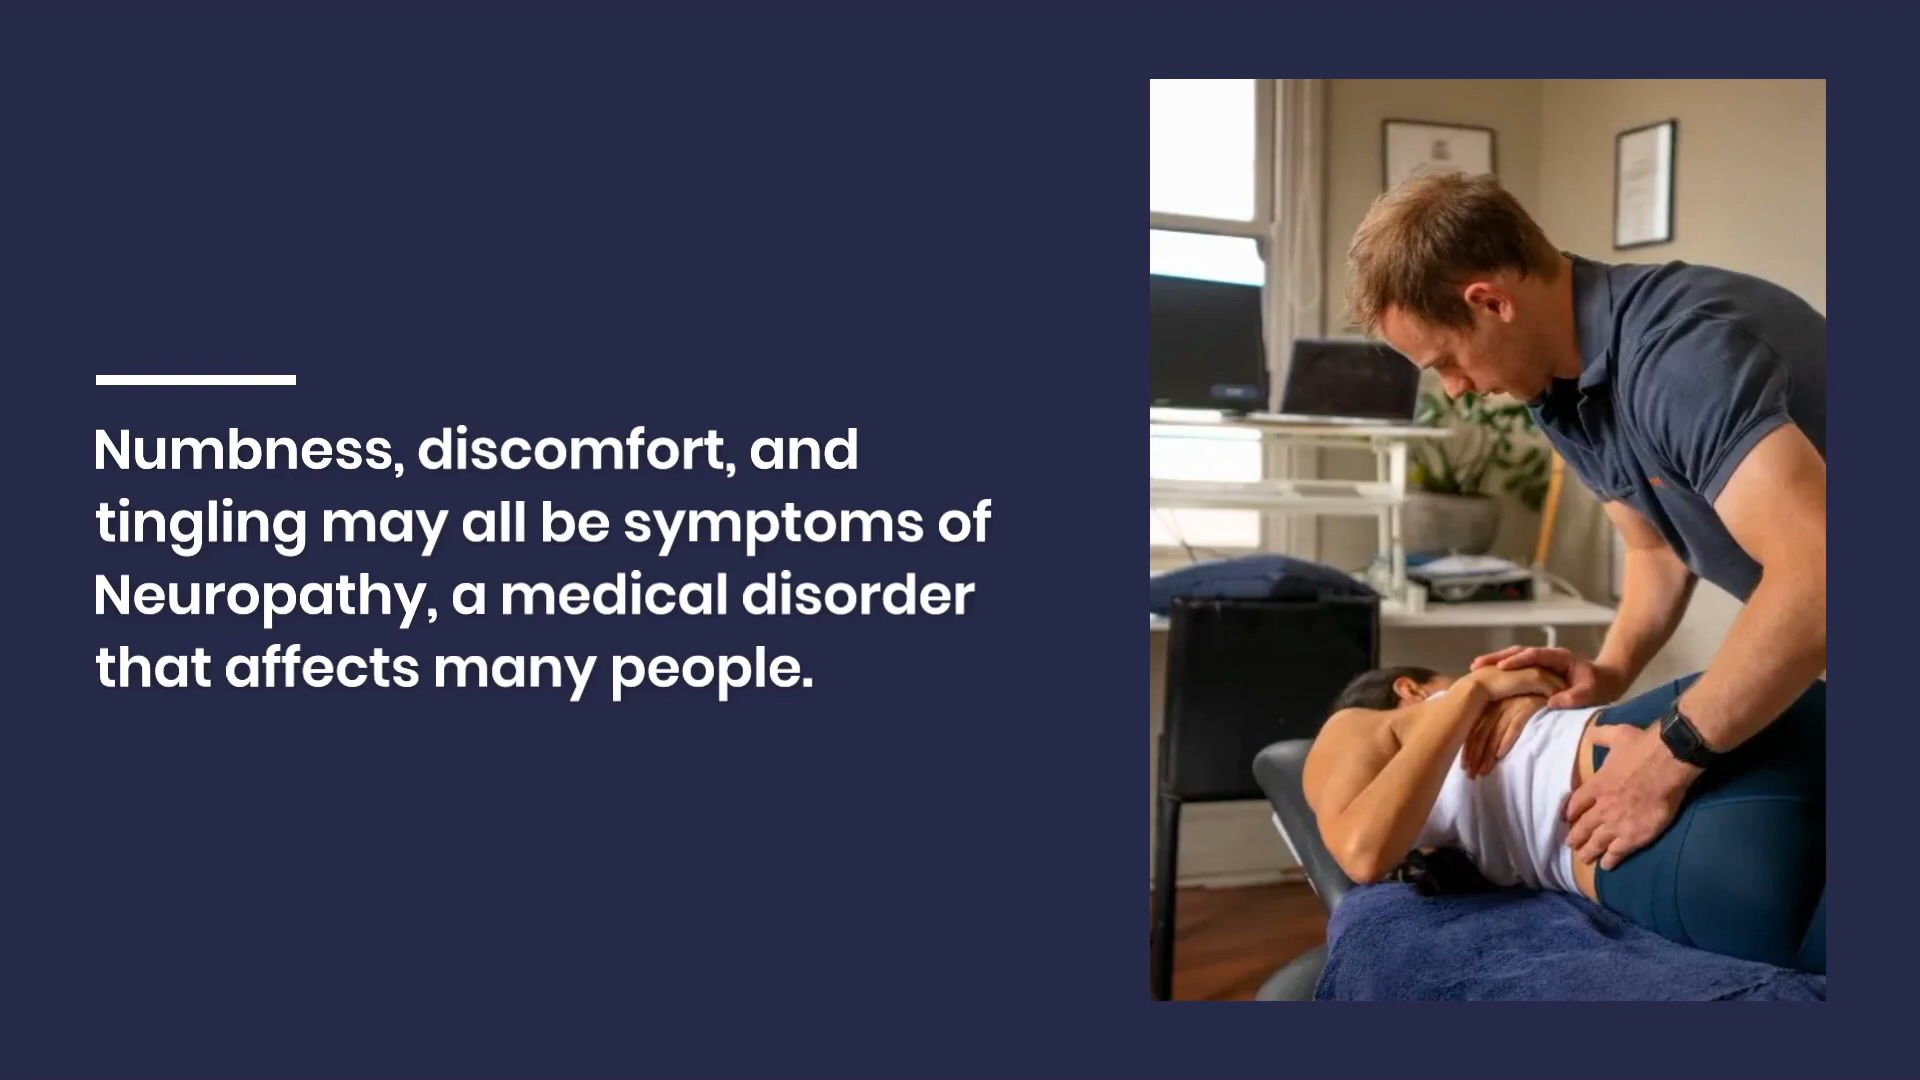 Numbness, discomfort, and
tingling may all be symptoms of
Neuropathy, a medical disorder
that affects many people.